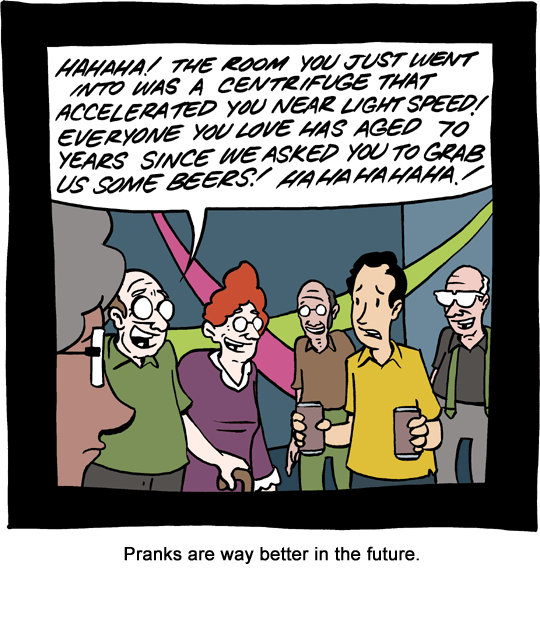 HAHAHA! THE ROOM YOU JUST WENT
INTO WAS A CENTRIFUGE THAT
ACCELERATED YOU NEAR LIGHT SPEED!
EVERYONE YOU LOVE HAS AGED 70
YEARS SINCE WE ASKED YOU TO GRAB
US SOME BEERS! HAHAHAHAHA!
Pranks are way better in the future.